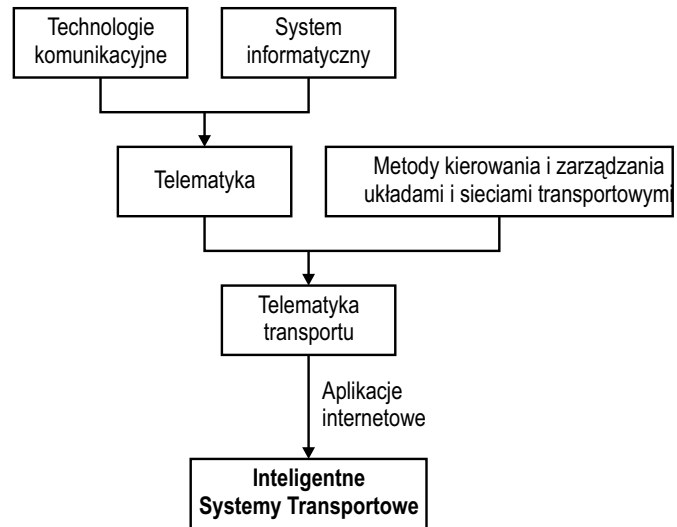 Technologie
komunikacyjne
System
informatyczny
Telematyka
Metody kierowania i zarządzania
układami i sieciami transportowymi
Telematyka
transportu
Aplikacje
internetowe
Inteligentne
Systemy Transportowe